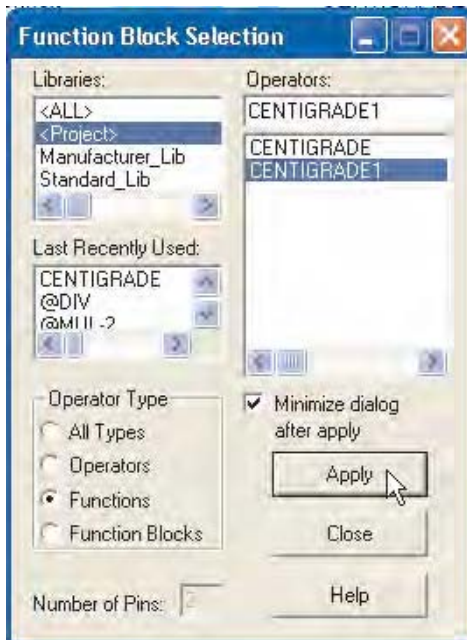 Function Block Selection
Libraries:
<ALL>
<Project>
Manufacturer_Lib
Standard_Lib
Last Recently Used:
CENTIGRADE
@DIV
@MUL-2
Operators:
CENTIGRADE1
CENTIGRADE
CENTIGRADE1
Operator Type
All Types
Operators
Functions
Function Blocks
Minimize dialog
after apply
Apply
Close
Help
Number of Pins: 2